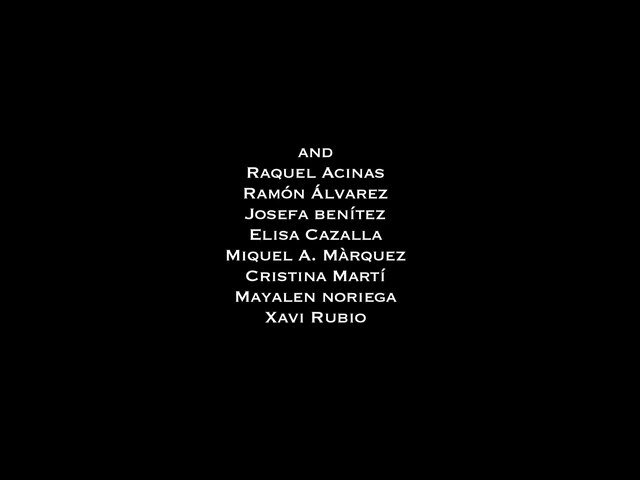 AND
RAQUEL ACINAS
RAMÓN ÁLVAREZ
JOSEFA BENÍTEZ
ELISA CAZALLA
MIQUEL A. MÀRQUEZ
CRISTINA MARTÍ
MAYALEN NORIEGA
XAVI RUBIO